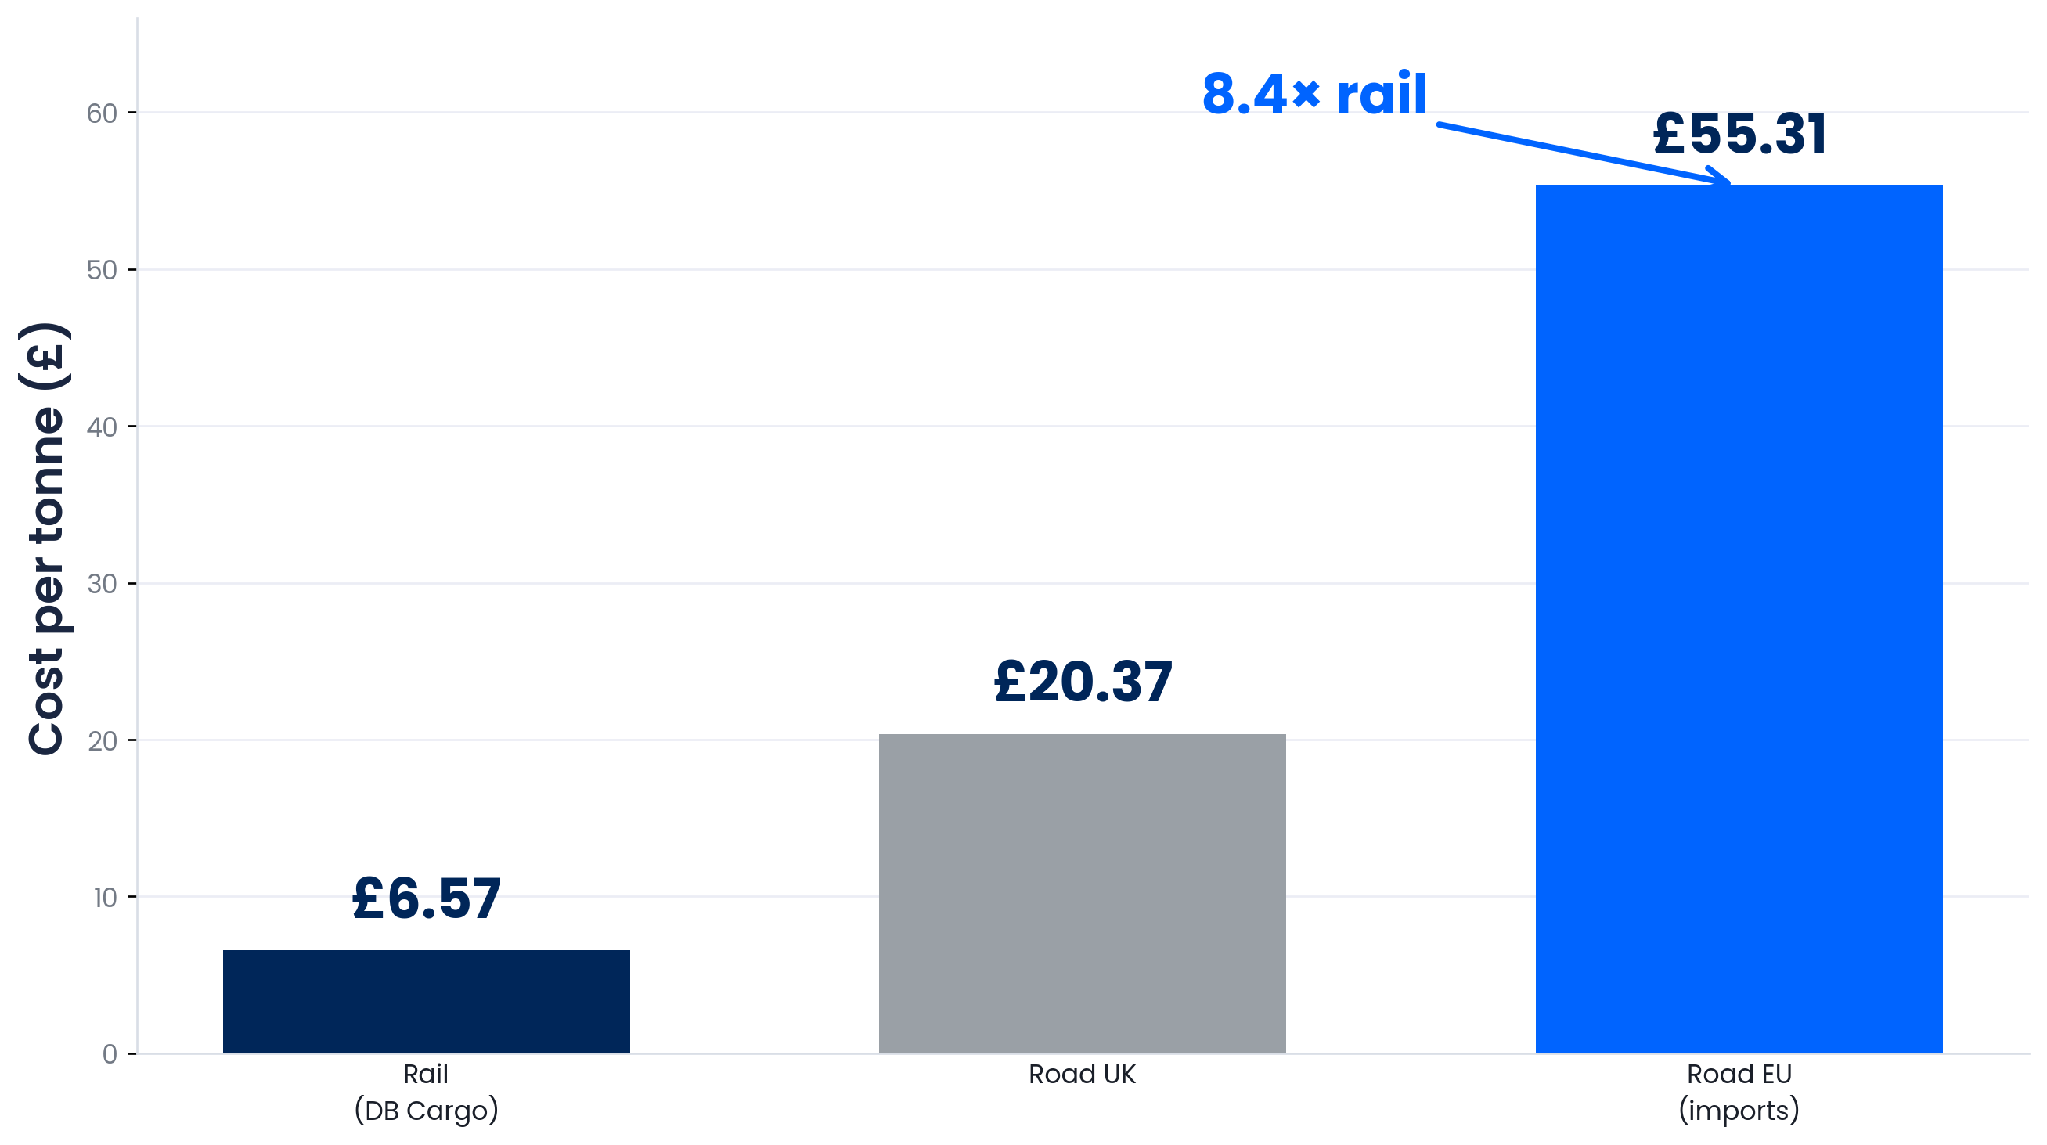 8.4× rail
£55.31
£20.37
£6.57
Cost per tonne (£)
60
50
40
30
20
10
0
Rail
(DB Cargo)
Road UK
Road EU
(imports)